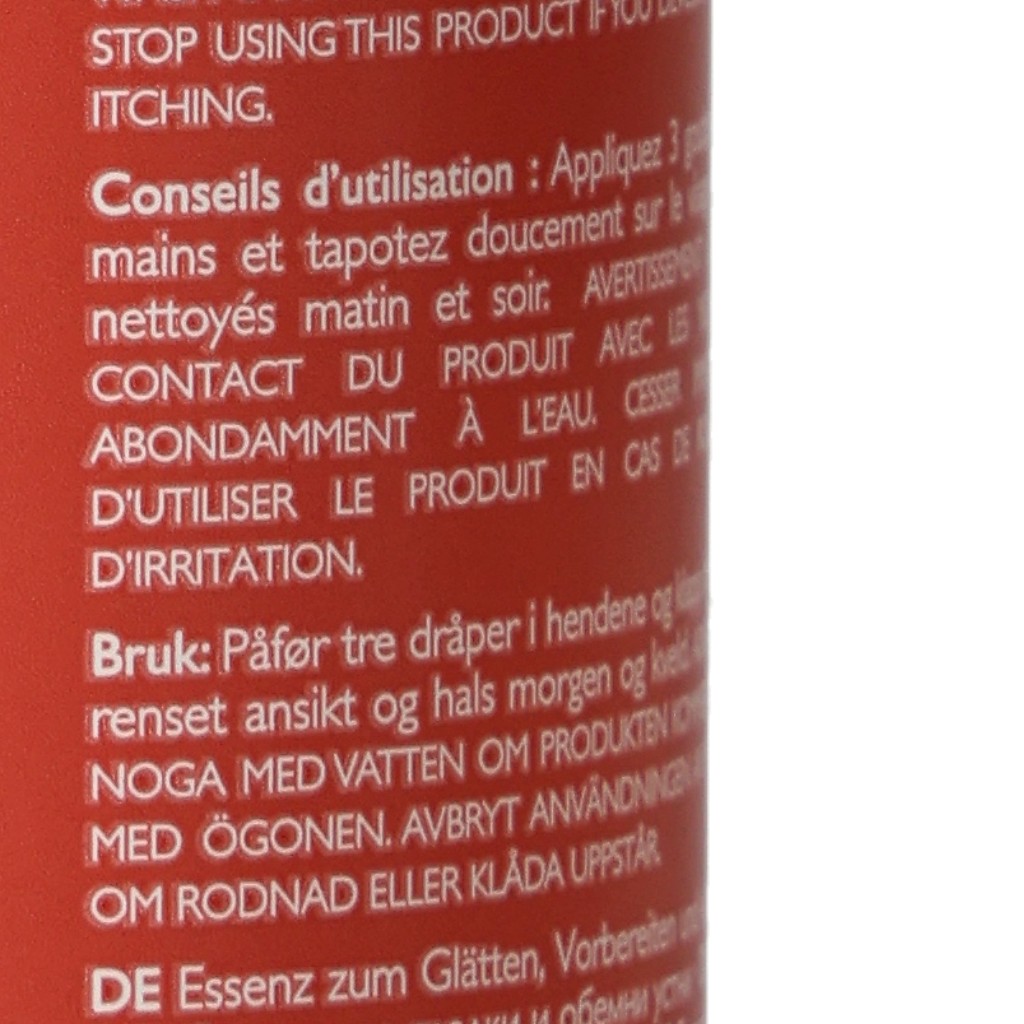 STOP USING THIS PRODUCT IF YOU
ITCHING.
Conseils d'utilisation : Appliquez 3
mains et tapotez doucement sur le
nettoyés matin et soir. AVERTISSEMENT
CONTACT DU PRODUIT AVEC LES
ABONDAMMENT À L'EAU. CESSER
D'UTILISER LE PRODUIT EN CAS DE
D'IRRITATION.
Bruk: Påfør tre dråper i hendene og
renset ansikt og hals morgen og kveld.
NOGA MED VATTEN OM PRODUKTEN
MED ÖGONEN. AVBRYT ANVÄNDNINGEN
OM RODNAD ELLER KLÅDA UPPSTÅR.
DE Essenz zum Glätten, Vorbereiten
и обемни устни